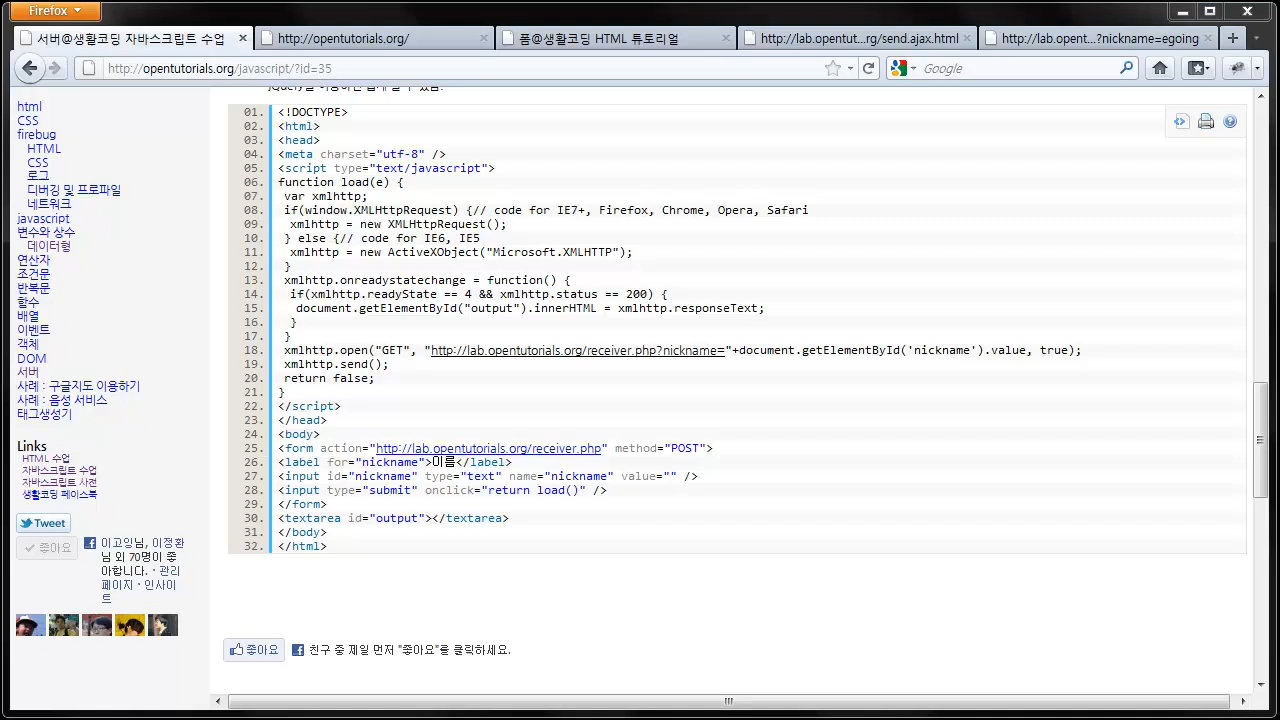 Firefox
서버@생활코딩 자바스크립트 수업
http://opentutorials.org/
폼@생활코딩 HTML 튜토리얼
http://lab.opentut...rg/send.ajax.html
http://lab.opent...?nickname=egoing
http://opentutorials.org/javascript/?id=35
Google
html
CSS
firebug
HTML
CSS
로그
디버깅 및 프로파일
네트워크
javascript
변수와 상수
데이터형
연산자
조건문
반복문
함수
배열
이벤트
객체
DOM
서버
사례 : 구글지도 이용하기
사례 : 음성 서비스
태그생성기
Links
HTML 수업
자바스크립트 수업
자바스크립트 사전
생활코딩 페이스북
Tweet
좋아요
이고잉님, 이정환
님 외 70명이 좋
아합니다. · 관리
페이지 · 인사이
트
01. <!DOCTYPE>
02. <html>
03. <head>
04. <meta charset="utf-8" />
05. <script type="text/javascript">
06. function load(e) {
07. var xmlhttp;
08. if(window.XMLHttpRequest) {// code for IE7+, Firefox, Chrome, Opera, Safari
09. xmlhttp = new XMLHttpRequest();
10. } else {// code for IE6, IE5
11. xmlhttp = new ActiveXObject("Microsoft.XMLHTTP");
12. }
13. xmlhttp.onreadystatechange = function() {
14. if(xmlhttp.readyState == 4 && xmlhttp.status == 200) {
15. document.getElementById("output").innerHTML = xmlhttp.responseText;
16. }
17. }
18. xmlhttp.open("GET", "http://lab.opentutorials.org/receiver.php?nickname="+document.getElementById('nickname').value, true);
19. xmlhttp.send();
20. return false;
21. }
22. </script>
23. </head>
24. <body>
25. <form action="http://lab.opentutorials.org/receiver.php" method="POST">
26. <label for="nickname">이름</label>
27. <input id="nickname" type="text" name="nickname" value="" />
28. <input type="submit" onclick="return load()" />
29. </form>
30. <textarea id="output"></textarea>
31. </body>
32. </html>
좋아요
친구 중 제일 먼저 "좋아요"을 클릭하세요.